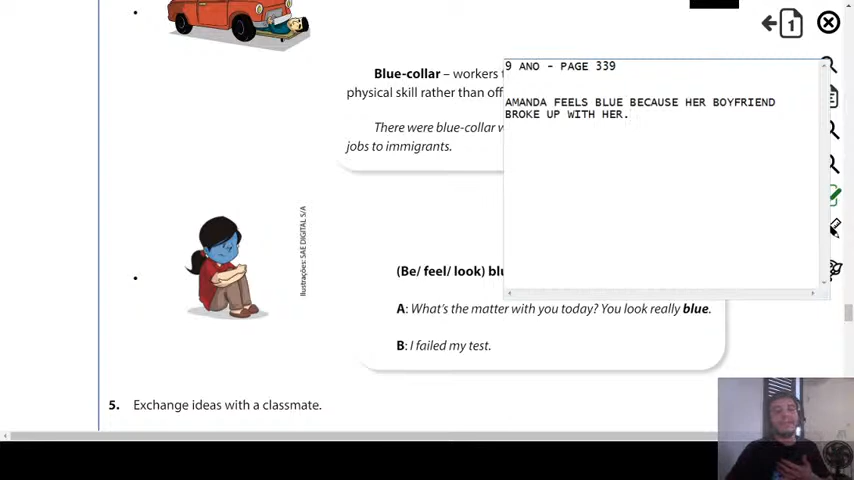 1
Blue-collar – workers
physical skill rather than
There were blue-collar
jobs to immigrants.
9 ANO - PAGE 339
AMANDA FEELS BLUE BECAUSE HER BOYFRIEND
BROKE UP WITH HER.
Ilustrações: SAE DIGITAL S/A
(Be/ feel/ look)
A: What's the matter with you today? You look really blue.
B: I failed my test.
5. Exchange ideas with a classmate.